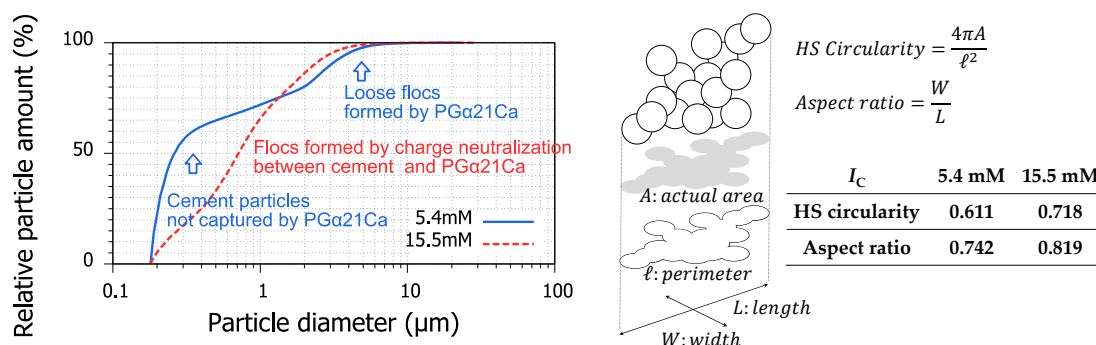 Relative particle amount (%)
100
50
0
0.1
1
10
100
Particle diameter (μm)
Loose flocs
formed by PGα21Ca
Flocs formed by charge neutralization
between cement and PGα21Ca
Cement particles
not captured by PGα21Ca
5.4mM
15.5mM
A: actual area
ℓ: perimeter
L: length
W: width
HS Circularity = 4πA / ℓ²
Aspect ratio = W / L
I_C 5.4 mM 15.5 mM
HS circularity 0.611 0.718
Aspect ratio 0.742 0.819